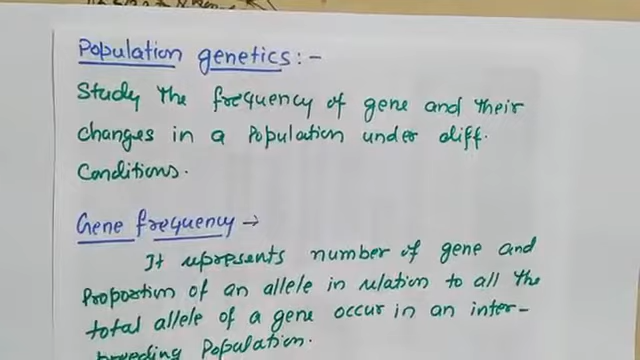 Population genetics:-
Study the frequency of gene and their
changes in a Population under diff.
Conditions.
Gene frequency →
It represents number of gene and
Proportion of an allele in relation to all the
total allele of a gene occur in an inter-
breeding Population.